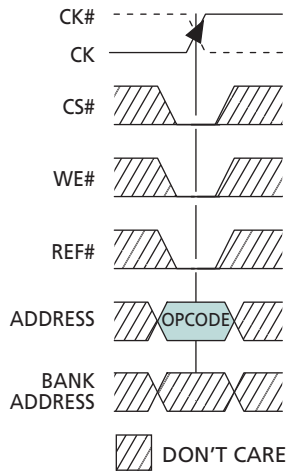 CK#
CK
CS#
WE#
REF#
ADDRESS
OPCODE
BANK
ADDRESS
DON'T CARE